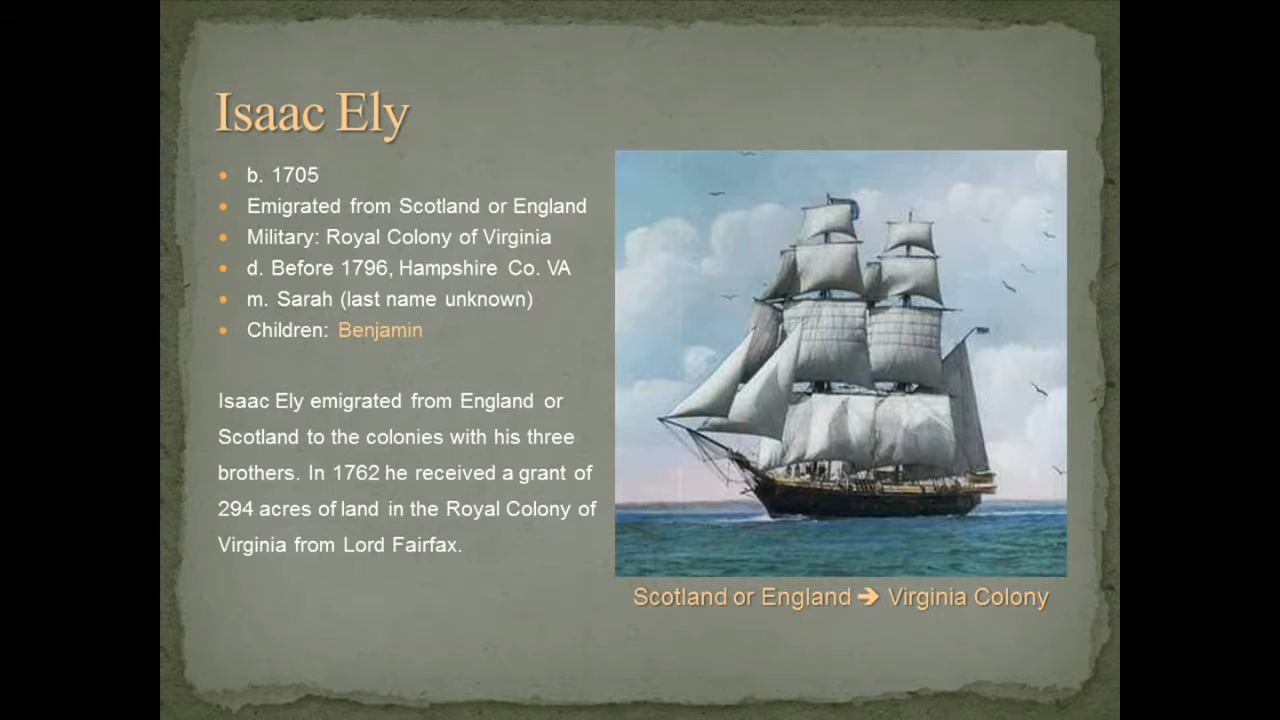 Isaac Ely
• b. 1705
• Emigrated from Scotland or England
• Military: Royal Colony of Virginia
• d. Before 1796, Hampshire Co. VA
• m. Sarah (last name unknown)
• Children: Benjamin
Isaac Ely emigrated from England or
Scotland to the colonies with his three
brothers. In 1762 he received a grant of
294 acres of land in the Royal Colony of
Virginia from Lord Fairfax.
Scotland or England ➔ Virginia Colony